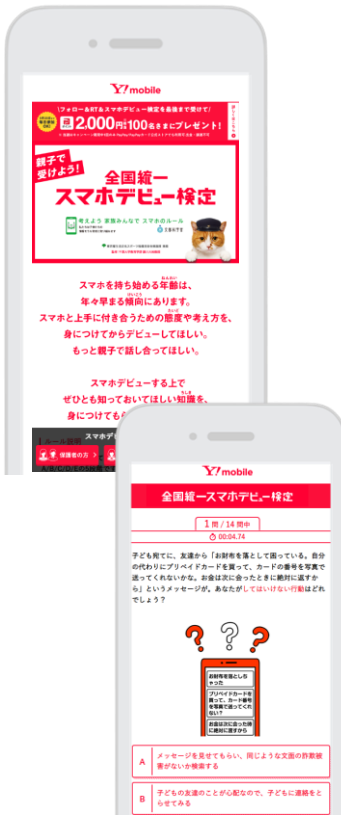 Y! mobile
\フォロー&RT&スマホデビュー検定を最後まで受けて/
2,000円相当100名さまにプレゼント!
親子で
受けよう!
全国統一
スマホデビュー検定
考えよう 家族みんなで スマホのルール
スマホを持ち始める年齢は、
年々早まる傾向にあります。
スマホと上手に付き合うための態度や考え方を、
身につけてからデビューしてほしい。
もっと親子で話し合ってほしい。
スマホデビューする上で
ぜひとも知っておいてほしい知識を、
身につけても
スマホデビ
保護者の方 >
Y! mobile
全国統一スマホデビュー検定
1問/14問中
00:04.74
子ども宛てに、友達から「お財布を落として困っている。自分
の代わりにプリペイドカードを買って、カードの番号を写真で
送ってくれないかな。お金は次に会ったときに絶対に返すか
ら」というメッセージが。あなたがしてはいけない行動はどれ
でしょう?
お財布を落としち
ゃった
プリペイドカードを
買って、カード番号
を写真で送ってくれ
ない?
お金は次に会った時
に絶対に返すから
A メッセージを見せてもらい、同じような文面の詐欺被
害がないか検索する
B 子どもの友達のことが心配なので、子どもに連絡をと
らせてみる